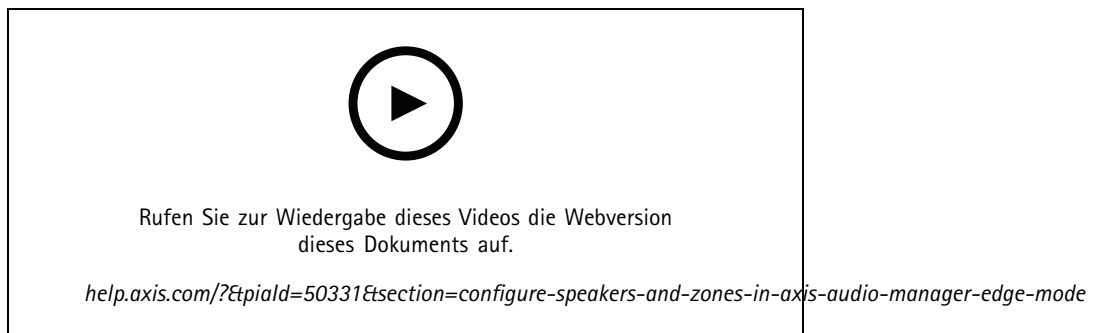 Rufen Sie zur Wiedergabe dieses Videos die Webversion
dieses Dokuments auf.
help.axis.com/?&piaId=50331&section=configure-speakers-and-zones-in-axis-audio-manager-edge-mode